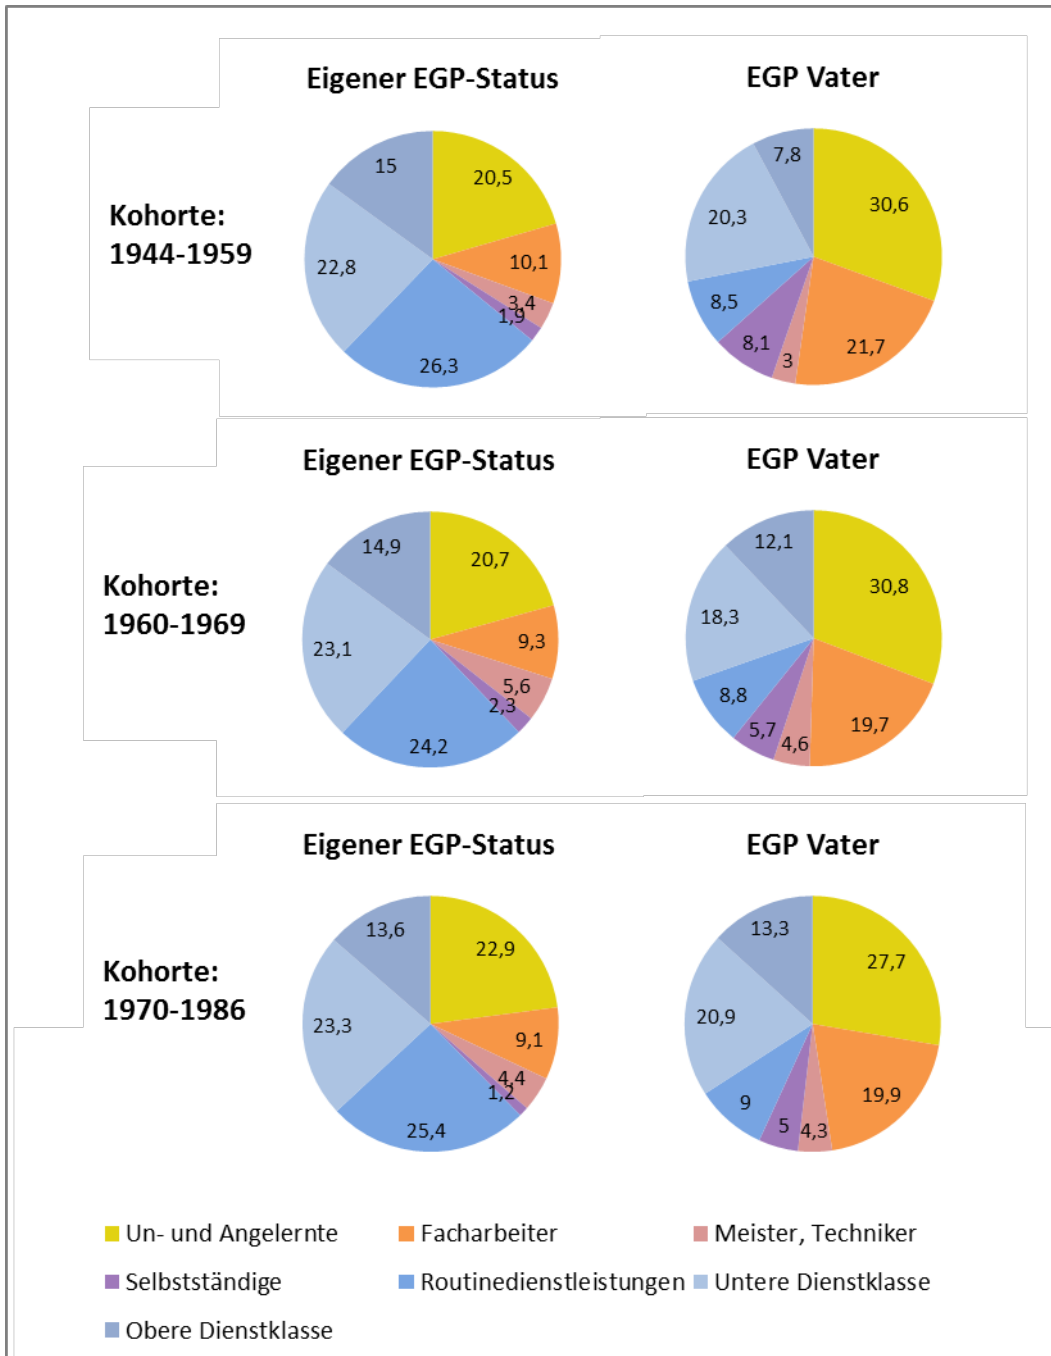 Eigener EGP-Status
EGP Vater
Kohorte:
1944-1959
15
20,5
10,1
3,4
1,9
26,3
22,8
7,8
30,6
21,7
3
8,1
8,5
20,3
Eigener EGP-Status
EGP Vater
Kohorte:
1960-1969
14,9
20,7
9,3
5,6
2,3
24,2
23,1
12,1
30,8
19,7
4,6
5,7
8,8
18,3
Eigener EGP-Status
EGP Vater
Kohorte:
1970-1986
13,6
22,9
9,1
4,4
1,2
25,4
23,3
13,3
27,7
19,9
4,3
5
9
20,9
Un- und Angelernte
Facharbeiter
Meister, Techniker
Selbstständige
Routinedienstleistungen
Untere Dienstklasse
Obere Dienstklasse